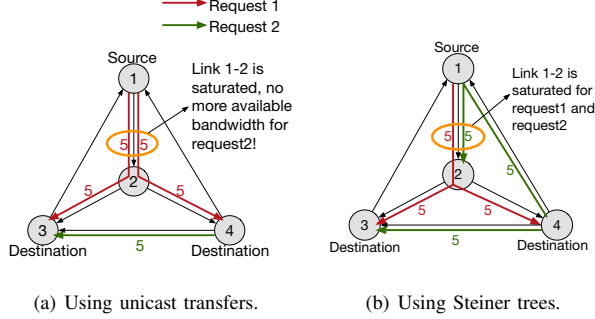 Request 1
Request 2
Source
1
Link 1-2 is
saturated, no
more available
bandwidth for
request2!
5 5
2
5
5
3
4
5
Destination
Destination
(a) Using unicast transfers.
Source
1
Link 1-2 is
saturated for
request1 and
request2
5 5
2
5
5
5
3
4
5
Destination
Destination
(b) Using Steiner trees.